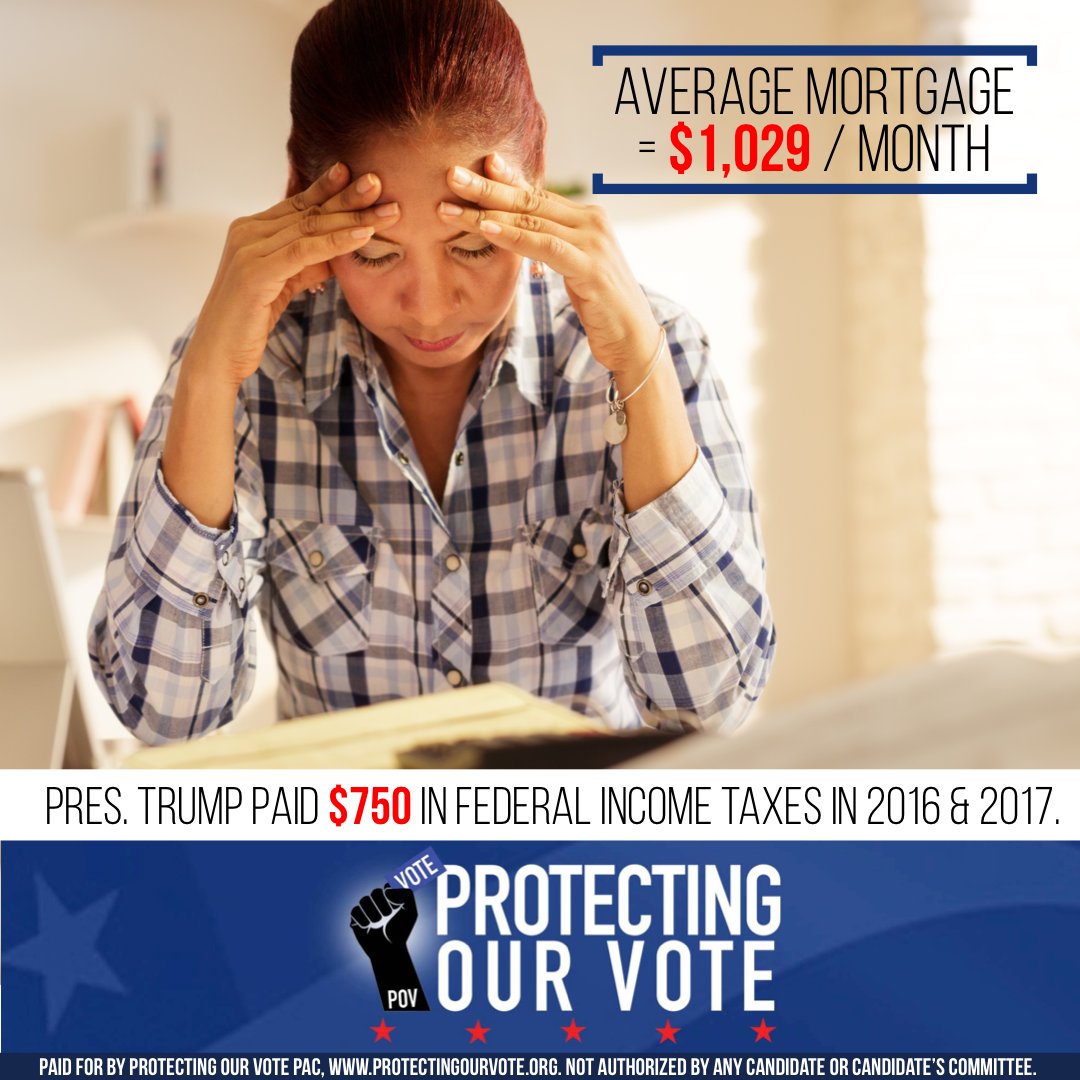 AVERAGE MORTGAGE
= $1,029 / MONTH
PRES. TRUMP PAID $750 IN FEDERAL INCOME TAXES IN 2016 & 2017.
VOTE
PROTECTING
OUR VOTE
POV
PAID FOR BY PROTECTING OUR VOTE PAC, WWW.PROTECTINGOURVOTE.ORG. NOT AUTHORIZED BY ANY CANDIDATE OR CANDIDATE'S COMMITTEE.